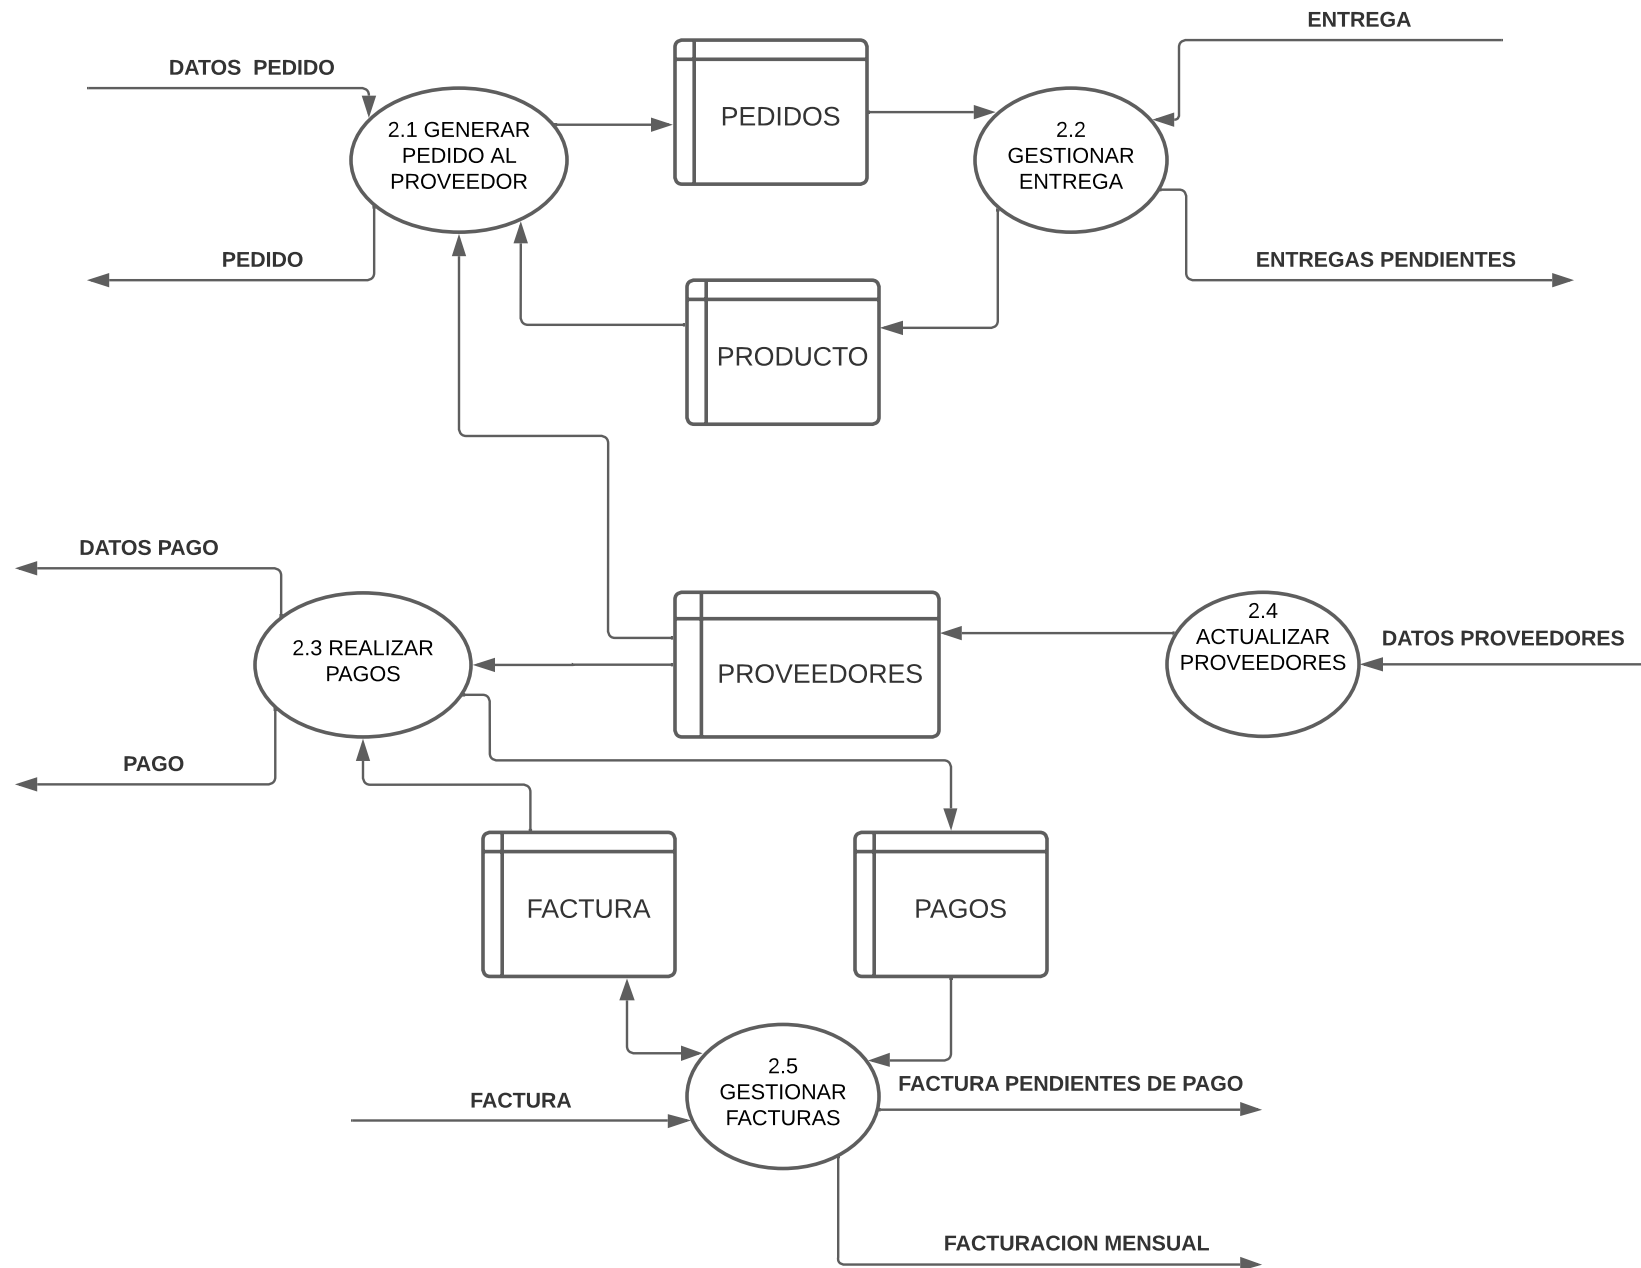 ENTREGA
DATOS  PEDIDO
PEDIDOS
2.1 GENERAR
PEDIDO AL
PROVEEDOR
2.2
GESTIONAR
ENTREGA
PEDIDO
ENTREGAS PENDIENTES
PRODUCTO
DATOS PAGO
2.3 REALIZAR
PAGOS
PROVEEDORES
2.4
ACTUALIZAR
PROVEEDORES
DATOS PROVEEDORES
PAGO
FACTURA
PAGOS
2.5
GESTIONAR
FACTURAS
FACTURA
FACTURA PENDIENTES DE PAGO
FACTURACION MENSUAL